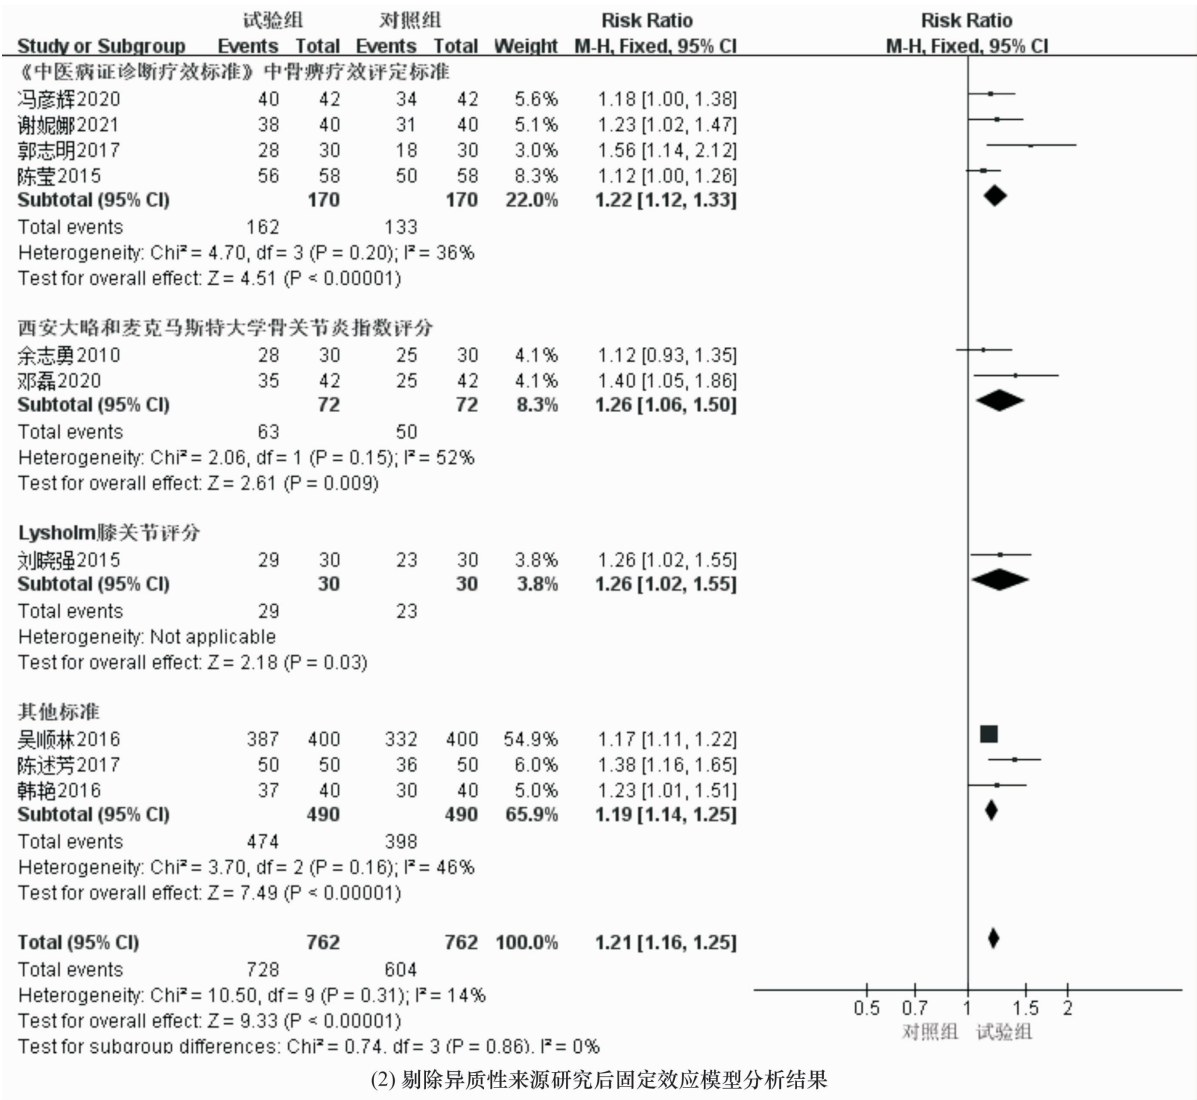 试验组 对照组 Risk Ratio Risk Ratio
Study or Subgroup Events Total Events Total Weight M-H, Fixed, 95% CI M-H, Fixed, 95% CI
《中医病证诊断疗效标准》中骨痹疗效评定标准
冯彦辉2020 40 42 34 42 5.6% 1.18 [1.00, 1.38]
谢妮娜2021 38 40 31 40 5.1% 1.23 [1.02, 1.47]
郭志明2017 28 30 18 30 3.0% 1.56 [1.14, 2.12]
陈莹2015 56 58 50 58 8.3% 1.12 [1.00, 1.26]
Subtotal (95% CI) 170 170 22.0% 1.22 [1.12, 1.33]
Total events 162 133
Heterogeneity: Chi² = 4.70, df = 3 (P = 0.20); I² = 36%
Test for overall effect: Z = 4.51 (P < 0.00001)
西安大略和麦克马斯特大学骨关节炎指数评分
余志勇2010 28 30 25 30 4.1% 1.12 [0.93, 1.35]
邓磊2020 35 42 25 42 4.1% 1.40 [1.05, 1.86]
Subtotal (95% CI) 72 72 8.3% 1.26 [1.06, 1.50]
Total events 63 50
Heterogeneity: Chi² = 2.06, df = 1 (P = 0.15); I² = 52%
Test for overall effect: Z = 2.61 (P = 0.009)
Lysholm膝关节评分
刘晓强2015 29 30 23 30 3.8% 1.26 [1.02, 1.55]
Subtotal (95% CI) 30 30 3.8% 1.26 [1.02, 1.55]
Total events 29 23
Heterogeneity: Not applicable
Test for overall effect: Z = 2.18 (P = 0.03)
其他标准
吴顺林2016 387 400 332 400 54.9% 1.17 [1.11, 1.22]
陈述芳2017 50 50 36 50 6.0% 1.38 [1.16, 1.65]
韩艳2016 37 40 30 40 5.0% 1.23 [1.01, 1.51]
Subtotal (95% CI) 490 490 65.9% 1.19 [1.14, 1.25]
Total events 474 398
Heterogeneity: Chi² = 3.70, df = 2 (P = 0.16); I² = 46%
Test for overall effect: Z = 7.49 (P < 0.00001)
Total (95% CI) 762 762 100.0% 1.21 [1.16, 1.25]
Total events 728 604
Heterogeneity: Chi² = 10.50, df = 9 (P = 0.31); I² = 14%
Test for overall effect: Z = 9.33 (P < 0.00001)
Test for subgroup differences: Chi² = 0.74, df = 3 (P = 0.86), I² = 0%
0.5 0.7 1 1.5 2
对照组 试验组
(2) 剔除异质性来源研究后固定效应模型分析结果